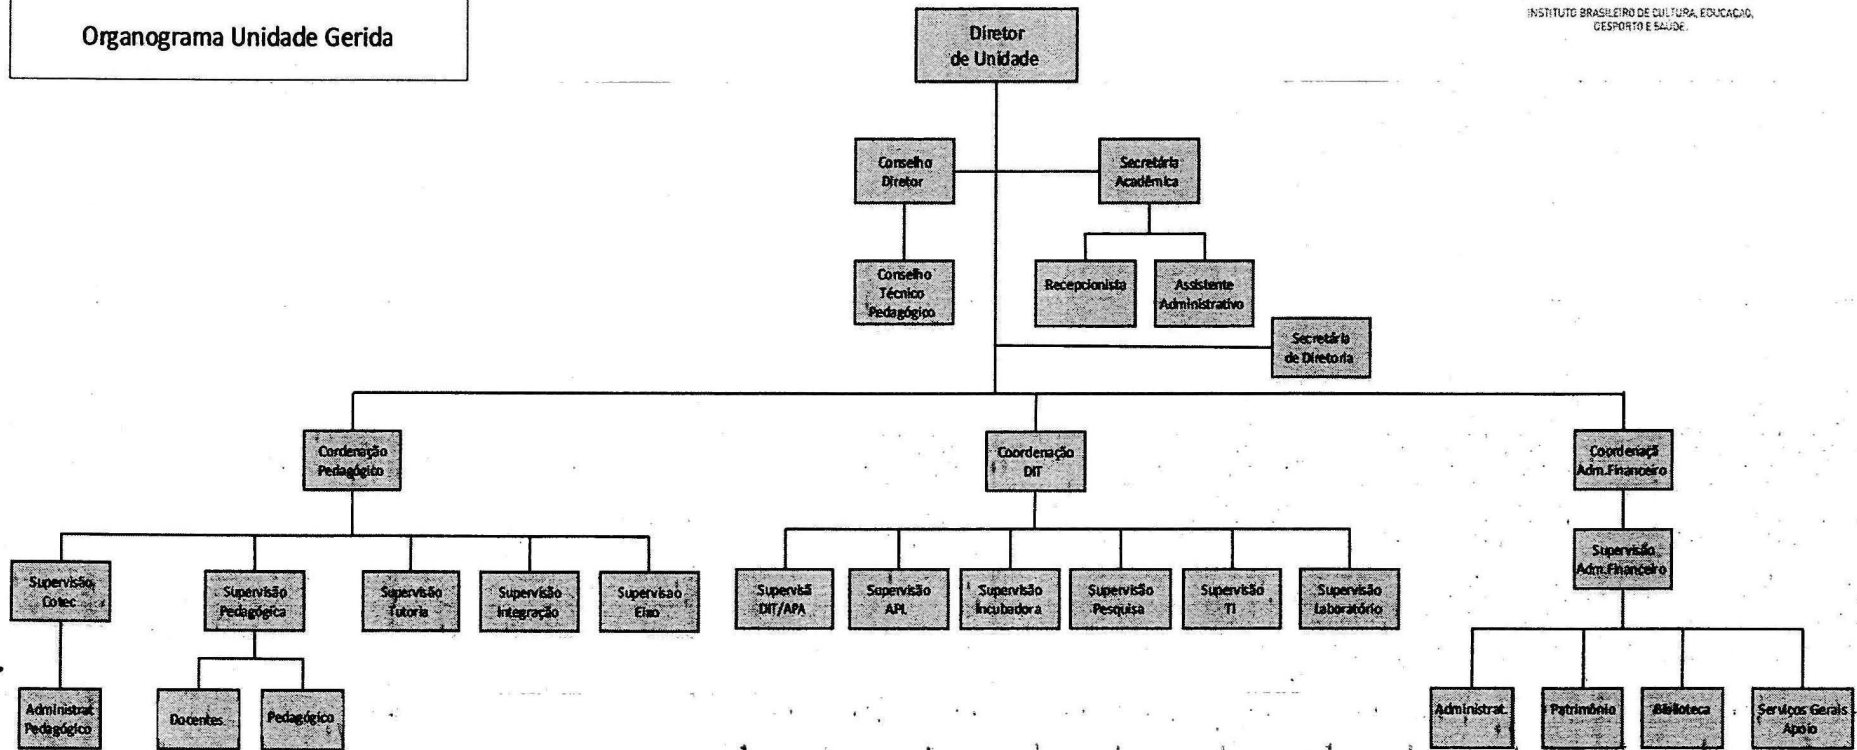 Organograma Unidade Gerida
INSTITUTO BRASILEIRO DE CULTURA, EDUCAÇÃO,
DESPORTO E SAÚDE.
Diretor
de Unidade
Conselho
Diretor
Secretária
Acadêmica
Conselho
Técnico
Pedagógico
Recepcionista
Assistente
Administrativo
Secretária
de Diretoria
Cordenação
Pedagógico
Coordenação
DIT
Coordenaçã
Adm.Financeiro
Supervisão
Adm.Financeiro
Supervisão
Cotec
Supervisão
Pedagógica
Supervisão
Tutoria
Supervisão
Integração
Supervisão
Eixo
Supervisã
DIT/APA
Supervisão
APL
Supervisão
Incubadora
Supervisão
Pesquisa
Supervisão
TI
Supervisão
Laboratório
Administrat.
Pedagógico
Docentes
Pedagógico
Administrat.
Patrimônio
Biblioteca
Serviços Gerais
Apoio